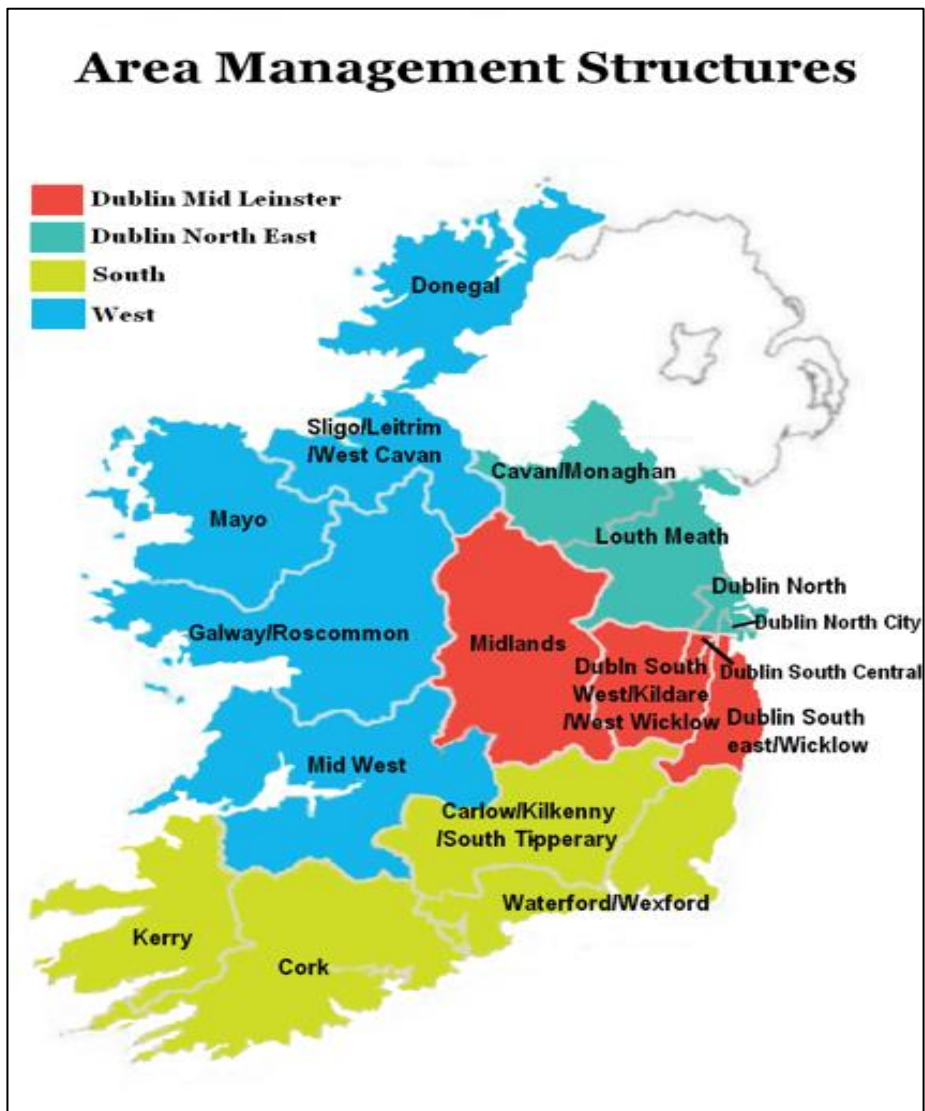 Area Management Structures
Dublin Mid Leinster
Dublin North East
South
West
Donegal
Sligo/Leitrim
/West Cavan
Cavan/Monaghan
Mayo
Louth Meath
Dublin North
Dublin North City
Galway/Roscommon
Midlands
Dubln South
West/Kildare
/West Wicklow
Dublin South Central
Dublin South
east/Wicklow
Mid West
Carlow/Kilkenny
/South Tipperary
Waterford/Wexford
Kerry
Cork